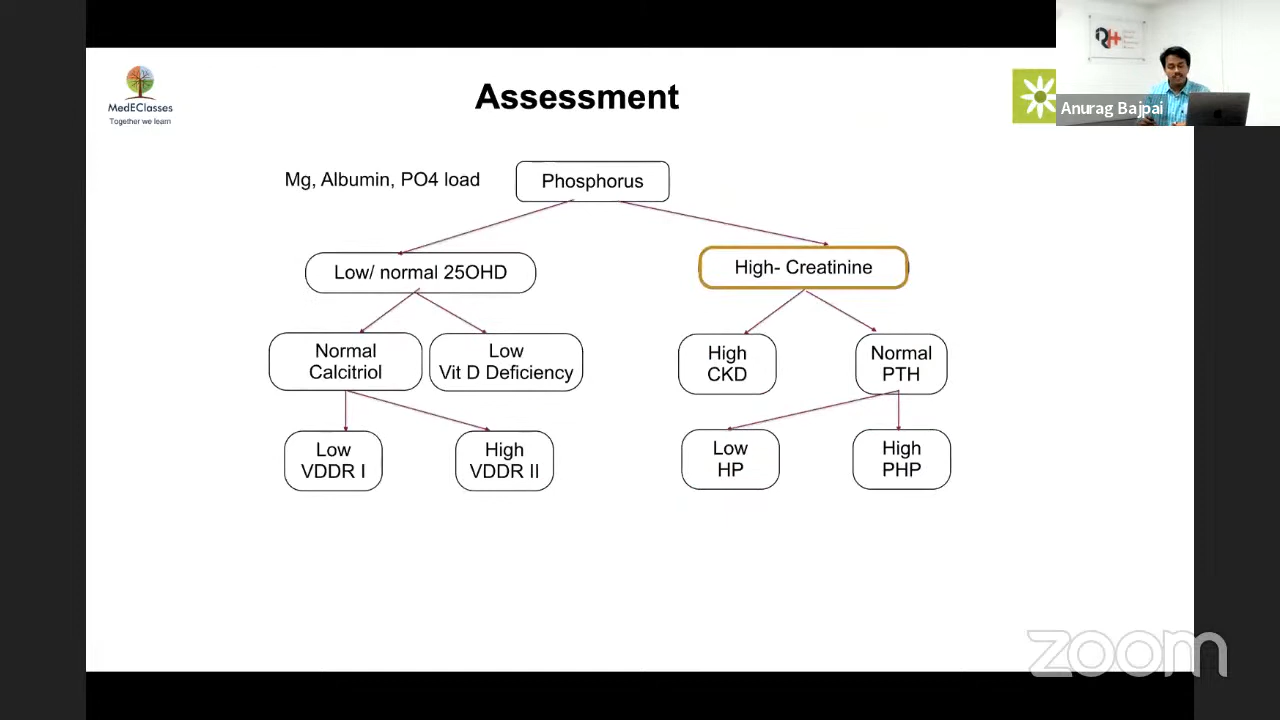 MedEClasses
Together we learn
Assessment
Anurag Bajpai
Mg, Albumin, PO4 load
Phosphorus
Low/ normal 25OHD
High- Creatinine
Normal
Calcitriol
Low
Vit D Deficiency
High
CKD
Normal
PTH
Low
VDDR I
High
VDDR II
Low
HP
High
PHP
zoom